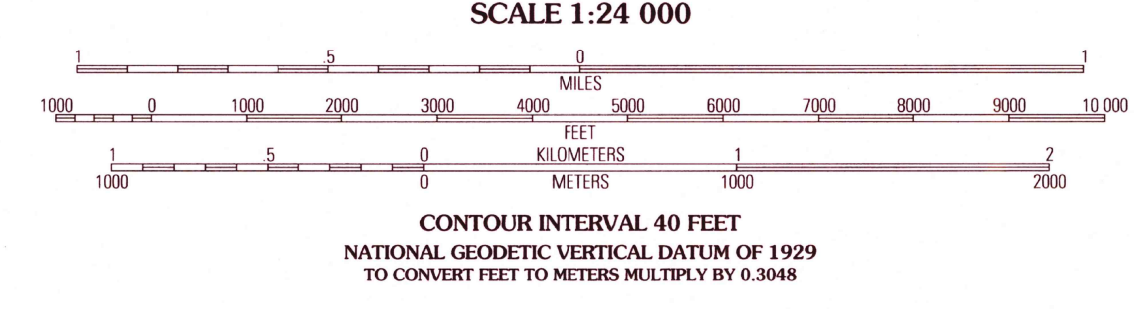 SCALE 1:24 000
1 .5 0 1
MILES
1000 0 1000 2000 3000 4000 5000 6000 7000 8000 9000 10 000
FEET
1 .5 0 KILOMETERS 1 2
1000 0 METERS 1000 2000
CONTOUR INTERVAL 40 FEET
NATIONAL GEODETIC VERTICAL DATUM OF 1929
TO CONVERT FEET TO METERS MULTIPLY BY 0.3048